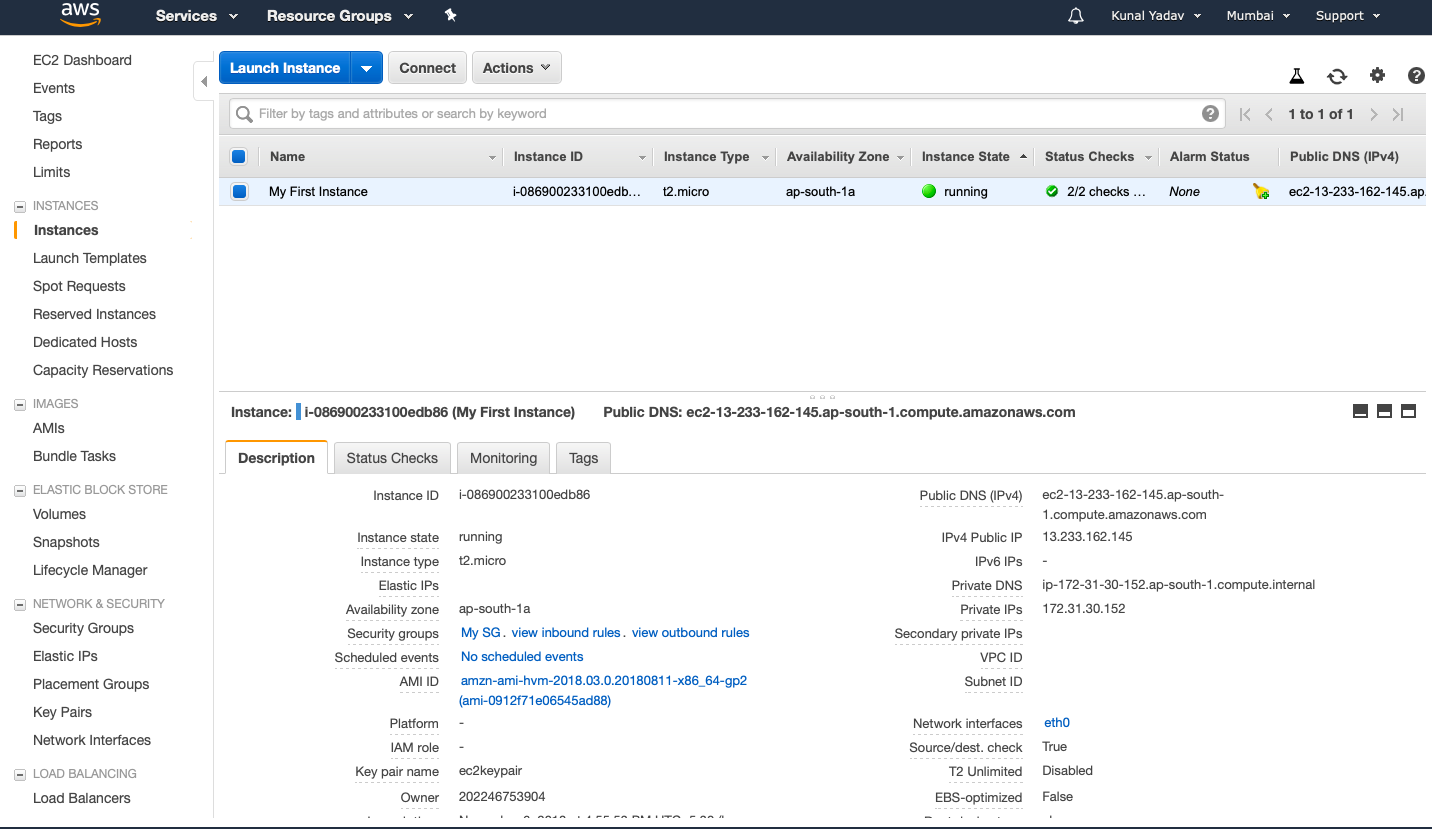 aws
Services
Resource Groups
Kunal Yadav
Mumbai
Support
EC2 Dashboard
Events
Tags
Reports
Limits
INSTANCES
Instances
Launch Templates
Spot Requests
Reserved Instances
Dedicated Hosts
Capacity Reservations
IMAGES
AMIs
Bundle Tasks
ELASTIC BLOCK STORE
Volumes
Snapshots
Lifecycle Manager
NETWORK & SECURITY
Security Groups
Elastic IPs
Placement Groups
Key Pairs
Network Interfaces
LOAD BALANCING
Load Balancers
Launch Instance
Connect
Actions
Filter by tags and attributes or search by keyword
1 to 1 of 1
Name Instance ID Instance Type Availability Zone Instance State Status Checks Alarm Status Public DNS (IPv4)
My First Instance i-086900233100edb... t2.micro ap-south-1a running 2/2 checks ... None ec2-13-233-162-145.ap.
Instance: i-086900233100edb86 (My First Instance) Public DNS: ec2-13-233-162-145.ap-south-1.compute.amazonaws.com
Description Status Checks Monitoring Tags
Instance ID i-086900233100edb86
Instance state running
Instance type t2.micro
Elastic IPs
Availability zone ap-south-1a
Security groups My SG. view inbound rules. view outbound rules
Scheduled events No scheduled events
AMI ID amzn-ami-hvm-2018.03.0.20180811-x86_64-gp2
(ami-0912f71e06545ad88)
Platform -
IAM role -
Key pair name ec2keypair
Owner 202246753904
Public DNS (IPv4) ec2-13-233-162-145.ap-south-
1.compute.amazonaws.com
IPv4 Public IP 13.233.162.145
IPv6 IPs -
Private DNS ip-172-31-30-152.ap-south-1.compute.internal
Private IPs 172.31.30.152
Secondary private IPs
VPC ID
Subnet ID
Network interfaces eth0
Source/dest. check True
T2 Unlimited Disabled
EBS-optimized False